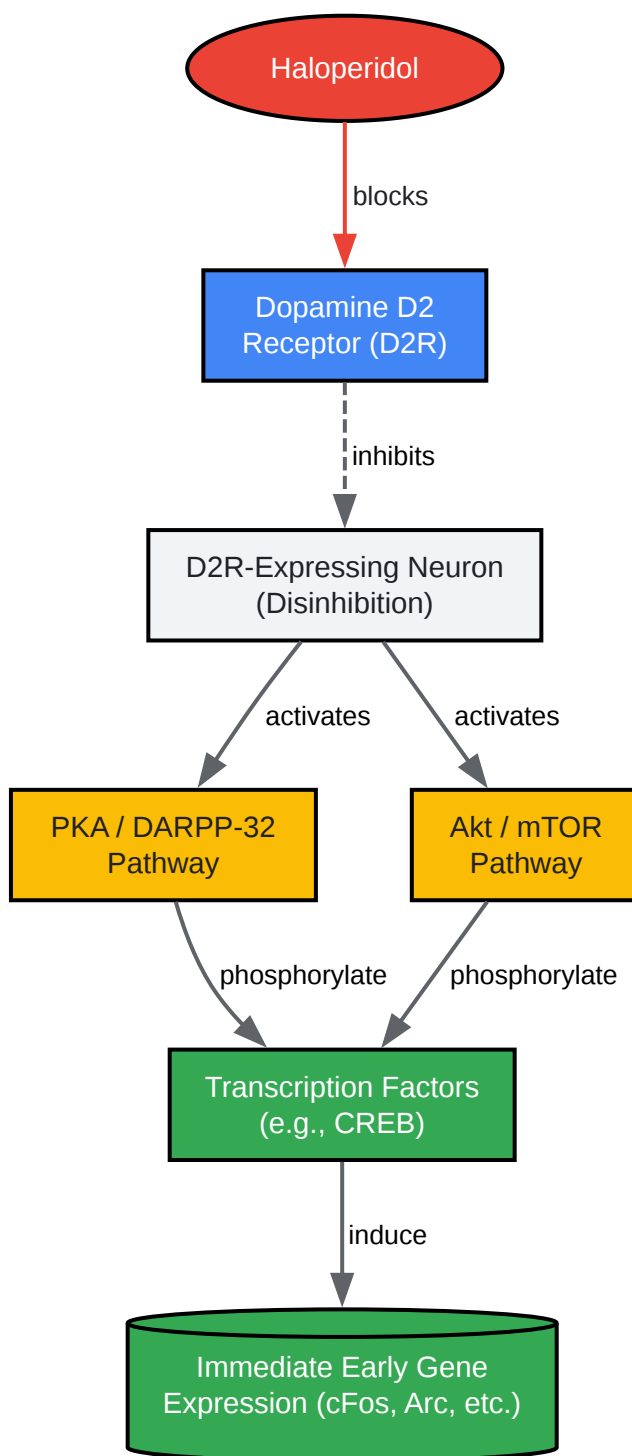 Haloperidol
blocks
Dopamine D2
Receptor (D2R)
inhibits
D2R-Expressing Neuron
(Disinhibition)
activates
activates
PKA / DARPP-32
Pathway
Akt / mTOR
Pathway
phosphorylate
phosphorylate
Transcription Factors
(e.g., CREB)
induce
Immediate Early Gene
Expression (cFos, Arc, etc.)